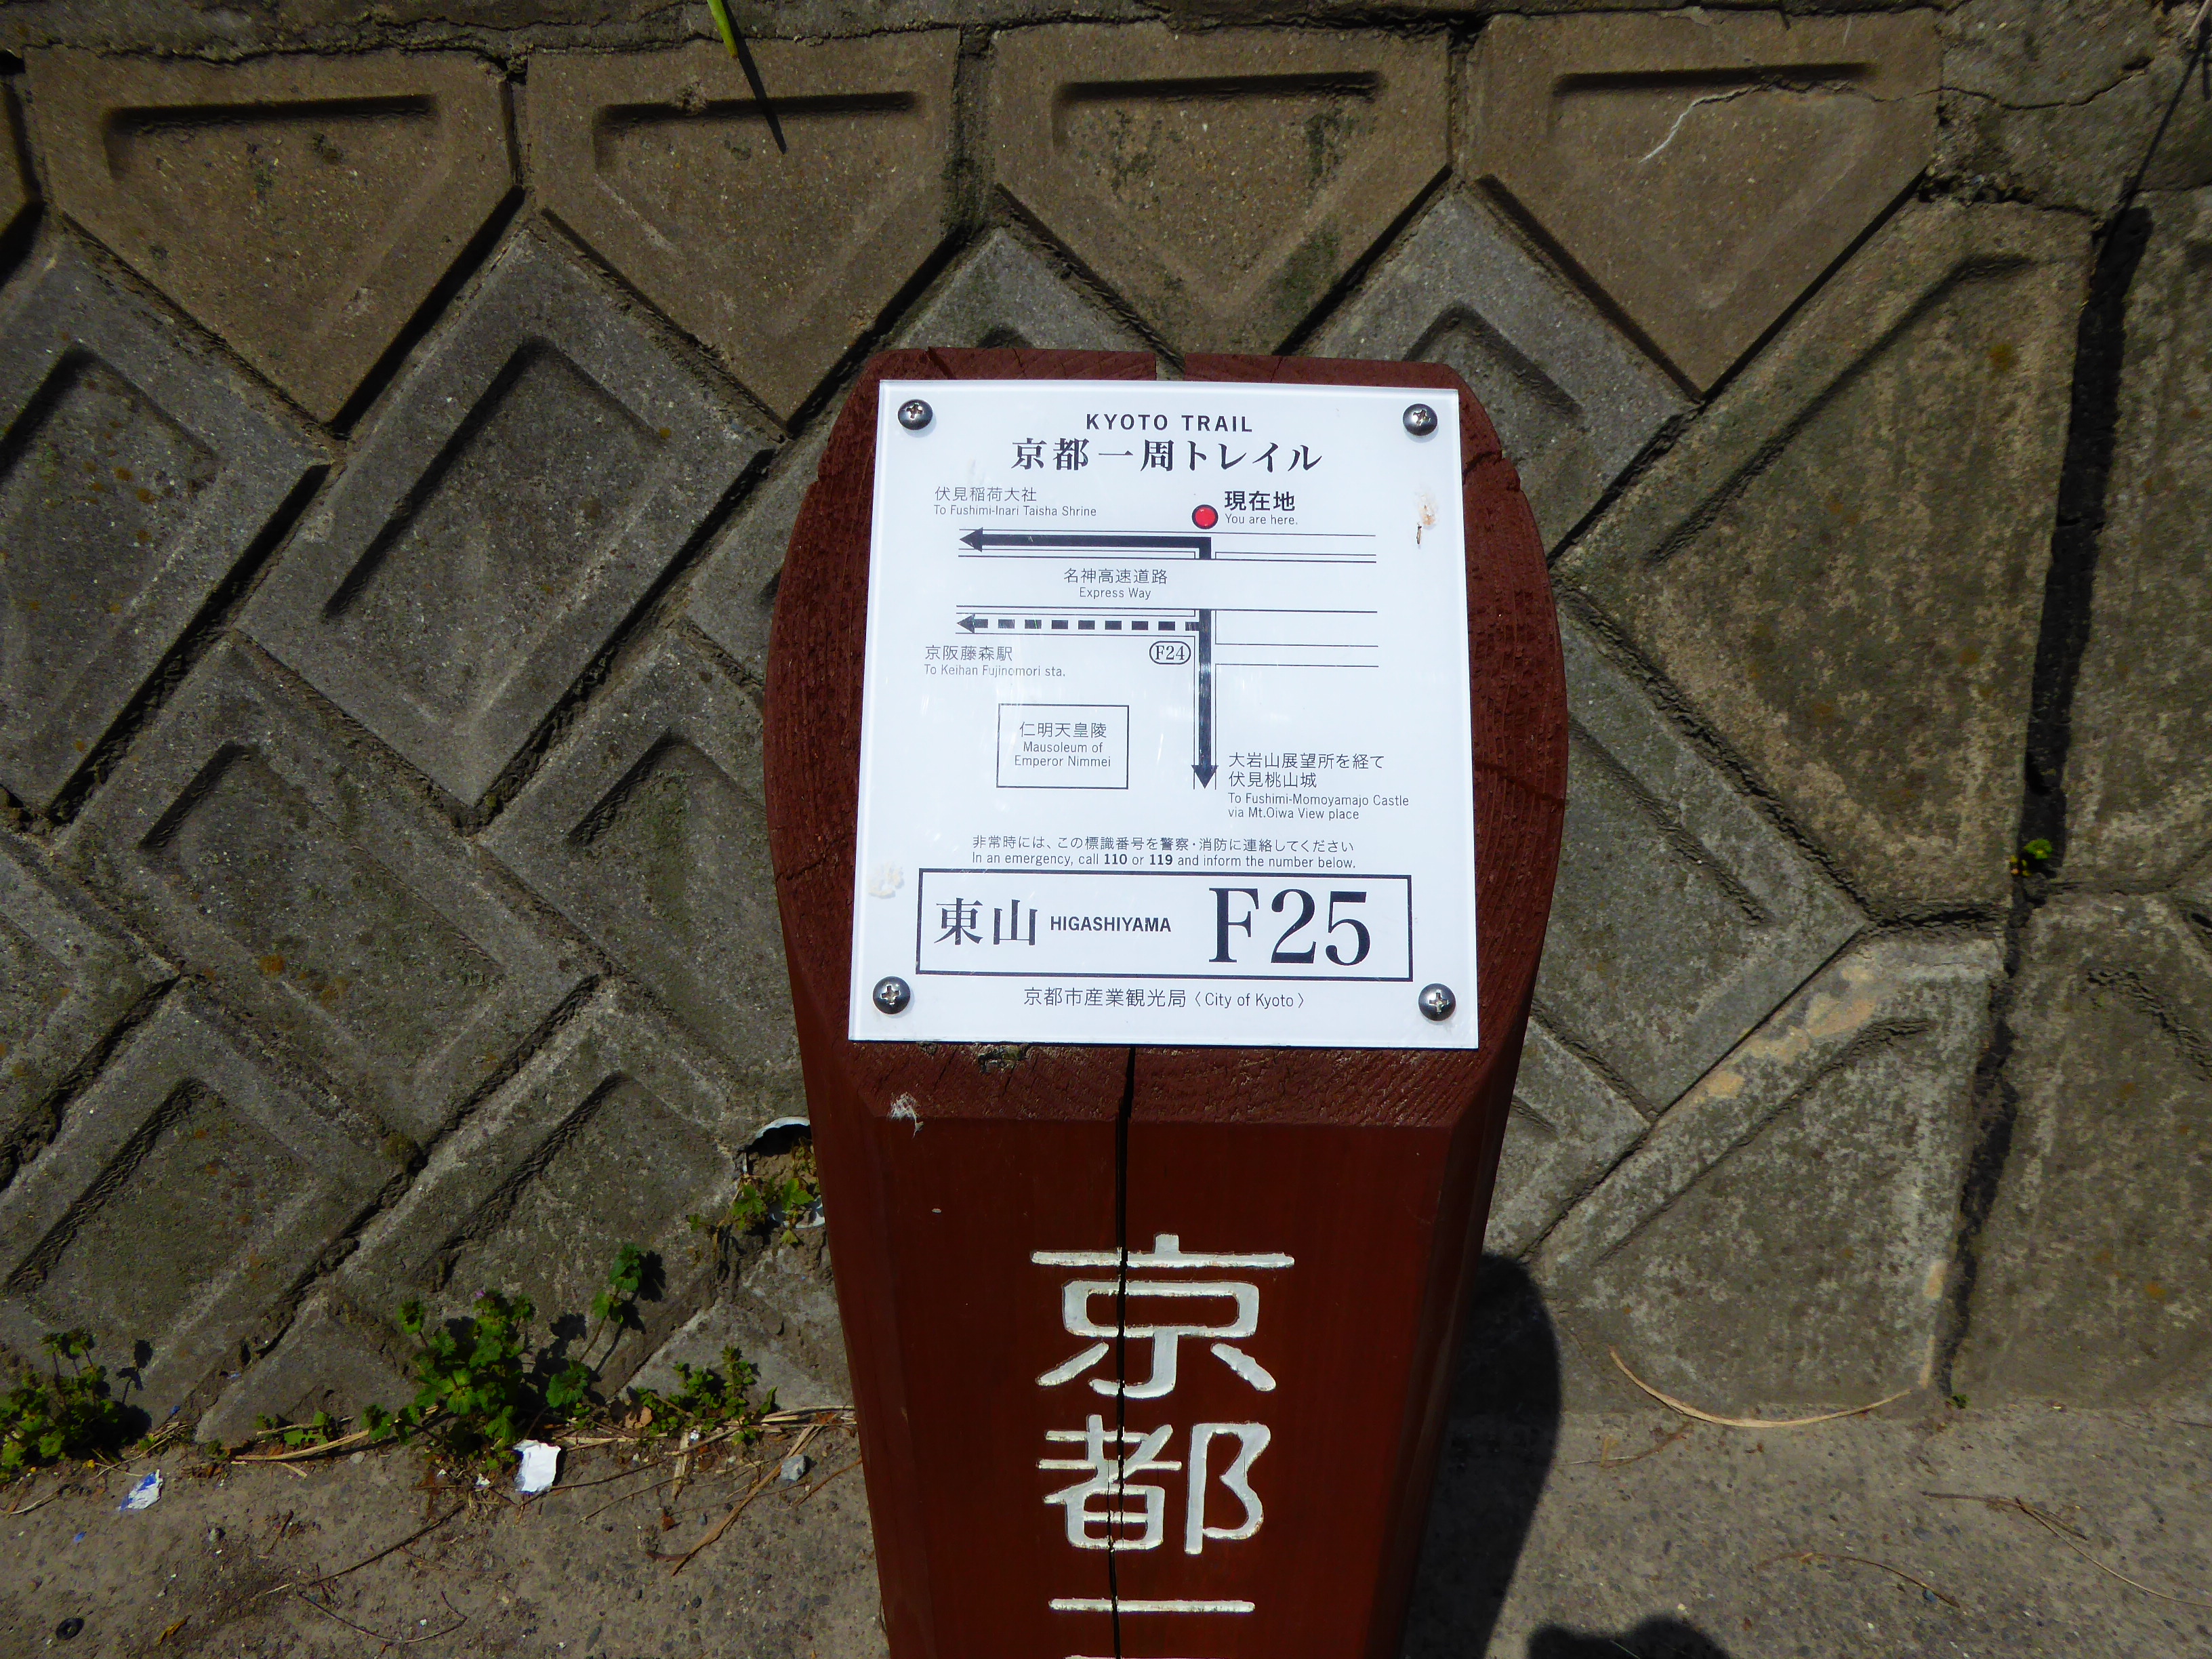 KYOTO TRAIL
京都一周トレイル
伏見稲荷大社
To Fushimi-Inari Taisha Shrine
現在地
You are here.
名神高速道路
Express Way
京阪藤森駅
To Keihan Fujinomori sta.
F24
仁明天皇陵
Mausoleum of
Emperor Nimmei
大岩山展望所を経て
伏見桃山城
To Fushimi-Momoyamajo Castle
via Mt.Oiwa View place
非常時には、この標識番号を警察・消防に連絡してください
In an emergency, call 110 or 119 and inform the number below.
東山 HIGASHIYAMA F25
京都市産業観光局〈City of Kyoto〉
京
都
一